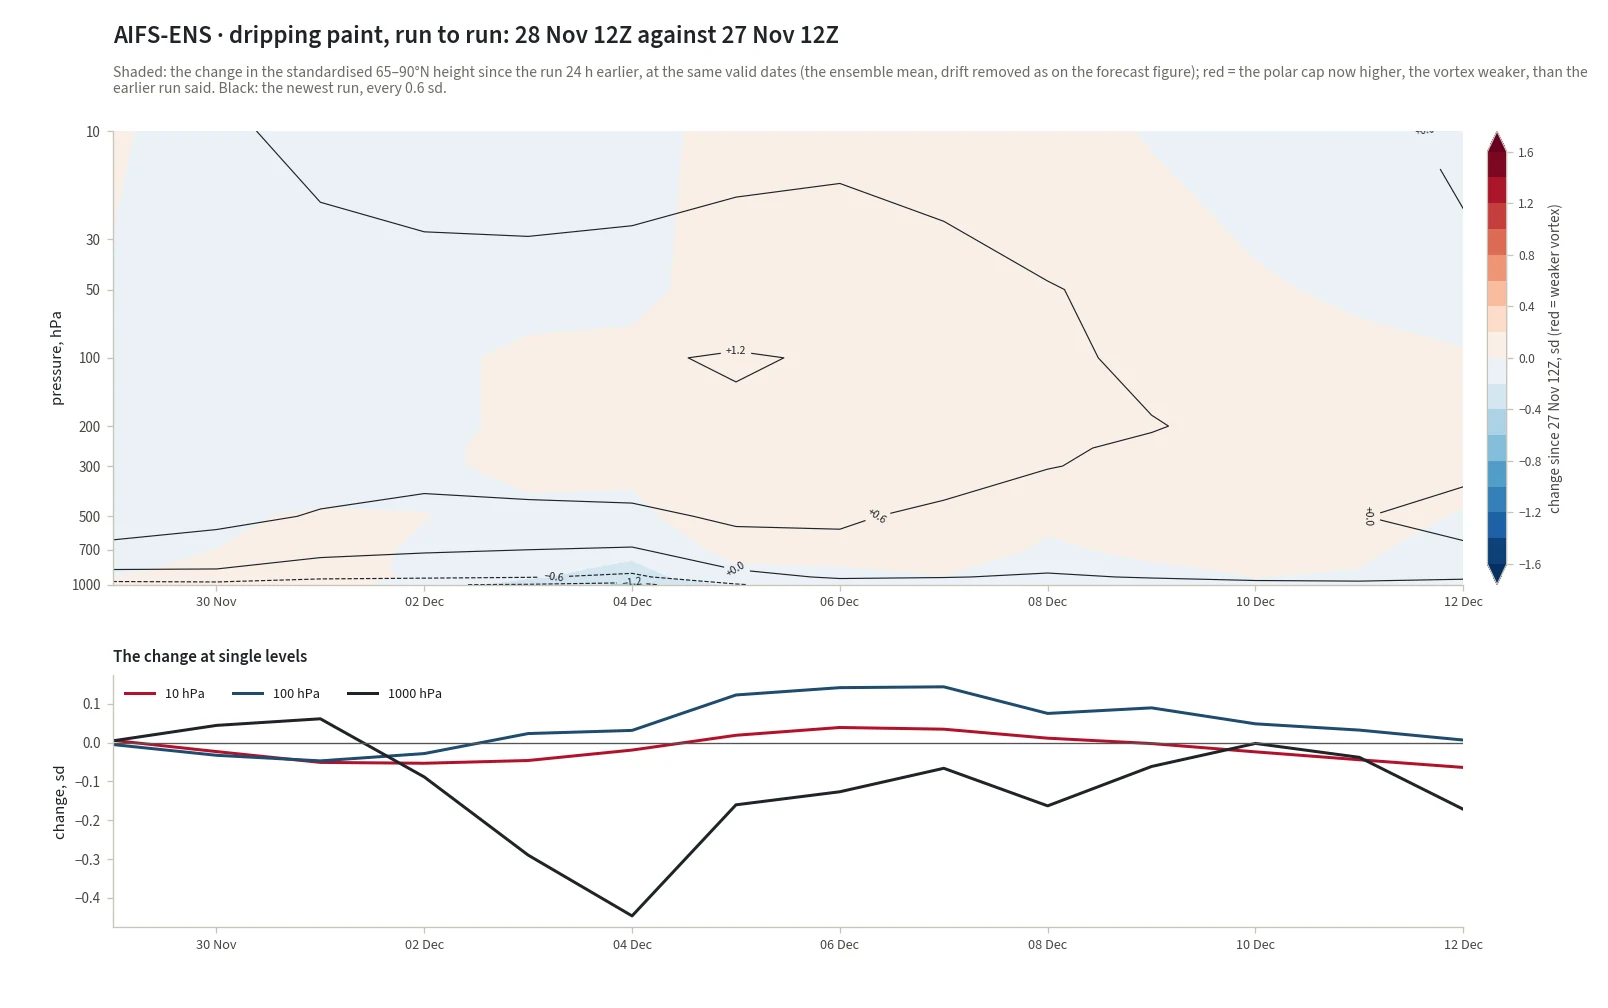 AIFS-ENS · dripping paint, run to run: 28 Nov 12Z against 27 Nov 12Z
Shaded: the change in the standardised 65–90°N height since the run 24 h earlier, at the same valid dates (the ensemble mean, drift removed as on the forecast figure); red = the polar cap now higher, the vortex weaker, than the
earlier run said. Black: the newest run, every 0.6 sd.
pressure, hPa
10
30
50
100
200
300
500
700
1000
+1.2
+0.6
+0.0
+0.0
−0.6
−1.2
30 Nov
02 Dec
04 Dec
06 Dec
08 Dec
10 Dec
12 Dec
1.6
1.2
0.8
0.4
0.0
−0.4
−0.8
−1.2
−1.6
change since 27 Nov 12Z, sd (red = weaker vortex)
The change at single levels
10 hPa
100 hPa
1000 hPa
change, sd
0.1
0.0
−0.1
−0.2
−0.3
−0.4
30 Nov
02 Dec
04 Dec
06 Dec
08 Dec
10 Dec
12 Dec